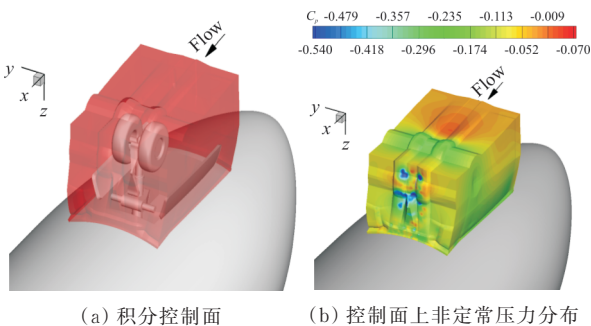 C_p -0.479 -0.357 -0.235 -0.113 -0.009
-0.540 -0.418 -0.296 -0.174 -0.052 -0.070
Flow
y
x
z
Flow
y
x
z
(a) 积分控制面
(b) 控制面上非定常压力分布